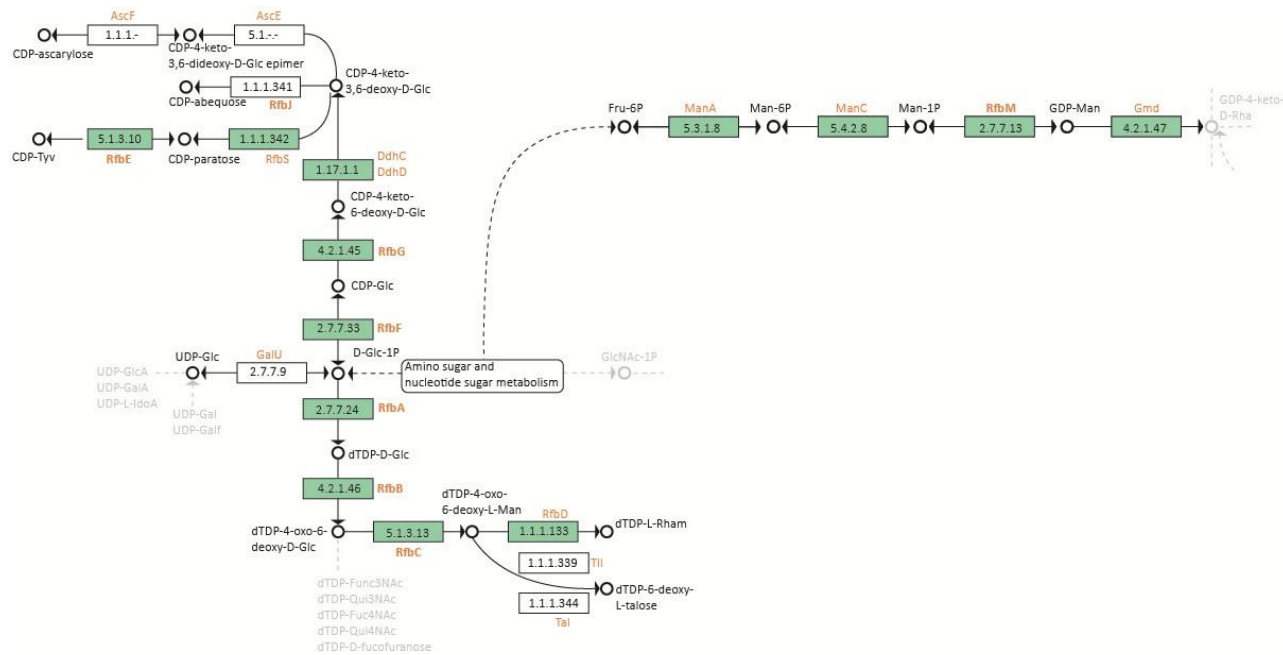 AscF
AscE
1.1.1.-
5.1.-.-
CDP-ascarylose
CDP-4-keto-
3,6-dideoxy-D-Glc epimer
CDP-4-keto-
3,6-deoxy-D-Glc
1.1.1.341
CDP-abequose
RfbJ
Fru-6P
ManA
Man-6P
ManC
Man-1P
RfbM
GDP-Man
Gmd
GDP-4-keto-
D-Rha
5.3.1.8
5.4.2.8
2.7.7.13
4.2.1.47
5.1.3.10
1.1.1.342
CDP-Tyv
RfbE
CDP-paratose
RfbS
DdhC
DdhD
1.17.1.1
CDP-4-keto-
6-deoxy-D-Glc
4.2.1.45
RfbG
CDP-Glc
2.7.7.33
RfbF
UDP-Glc
GalU
D-Glc-1P
GlcNAc-1P
Amino sugar and
nucleotide sugar metabolism
2.7.7.9
UDP-GlcA
UDP-GalA
UDP-L-IdoA
UDP-Gal
UDP-Galf
2.7.7.24
RfbA
dTDP-D-Glc
4.2.1.46
RfbB
dTDP-4-oxo-
6-deoxy-L-Man
RfbD
dTDP-4-oxo-6-
deoxy-D-Glc
5.1.3.13
1.1.1.133
dTDP-L-Rham
RfbC
1.1.1.339
Tll
dTDP-6-deoxy-
L-talose
1.1.1.344
Tal
dTDP-Func3NAc
dTDP-Qui3NAc
dTDP-Fuc4NAc
dTDP-Qui4NAc
dTDP-D-fucofuranose